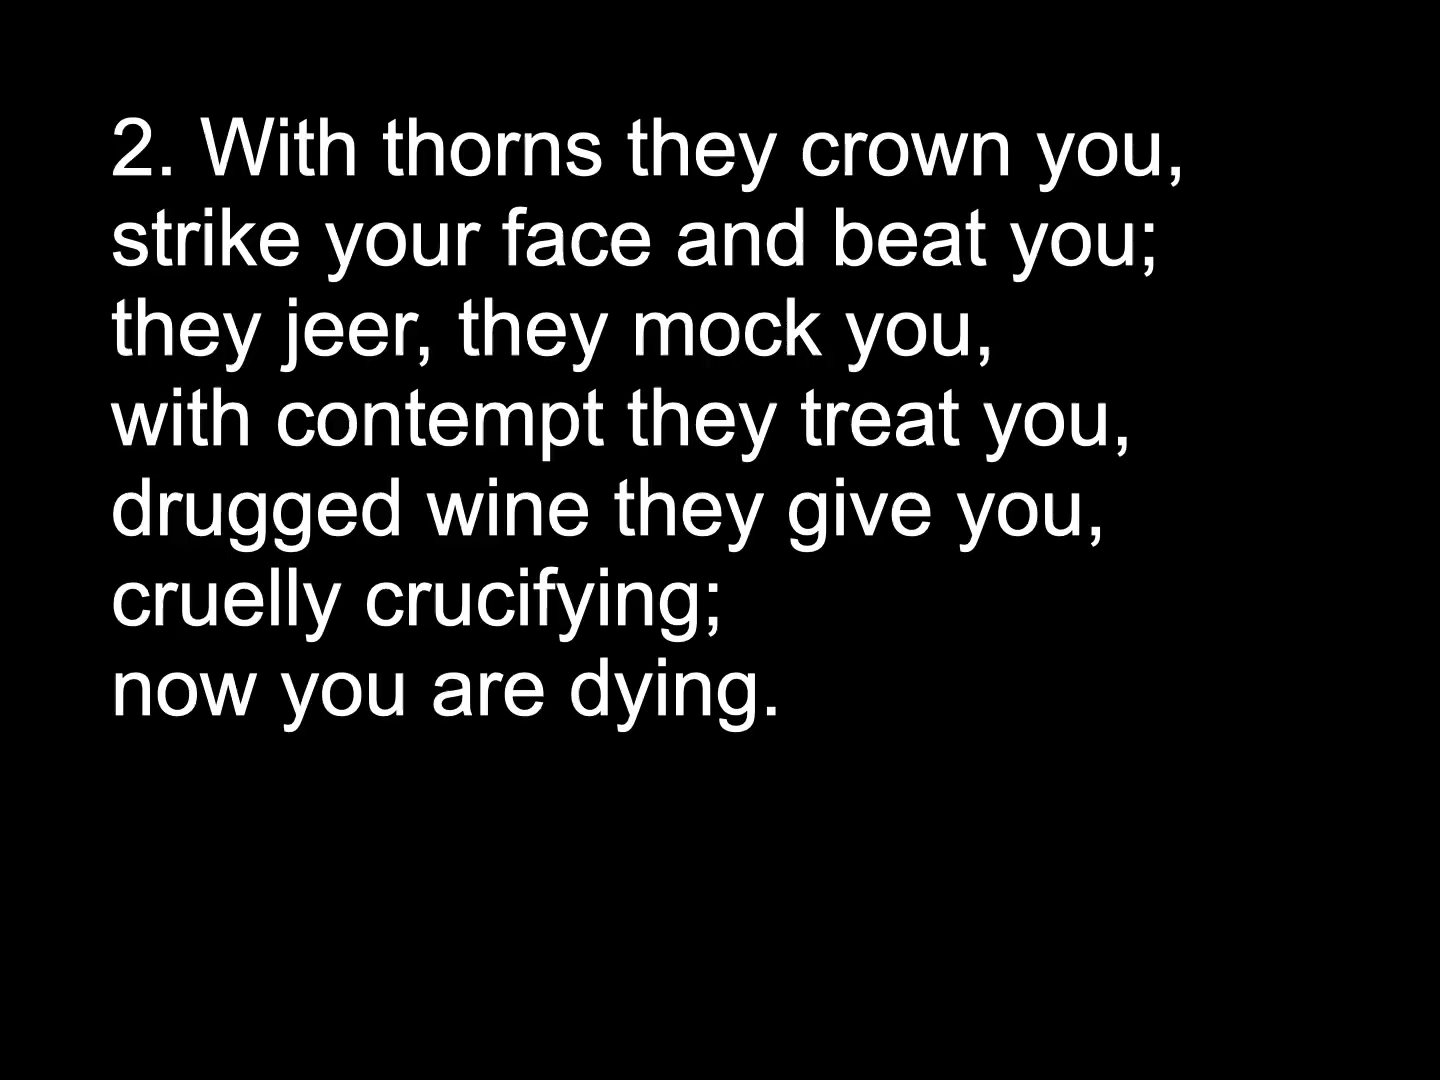 2. With thorns they crown you,
strike your face and beat you;
they jeer, they mock you,
with contempt they treat you,
drugged wine they give you,
cruelly crucifying;
now you are dying.